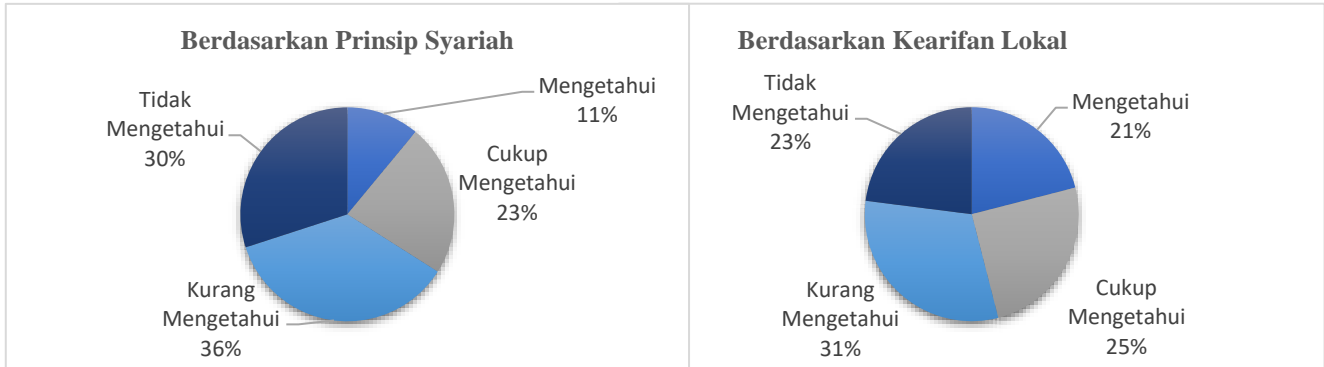 Berdasarkan Prinsip Syariah
Mengetahui
11%
Cukup
Mengetahui
23%
Kurang
Mengetahui
36%
Tidak
Mengetahui
30%
Berdasarkan Kearifan Lokal
Mengetahui
21%
Cukup
Mengetahui
25%
Kurang
Mengetahui
31%
Tidak
Mengetahui
23%